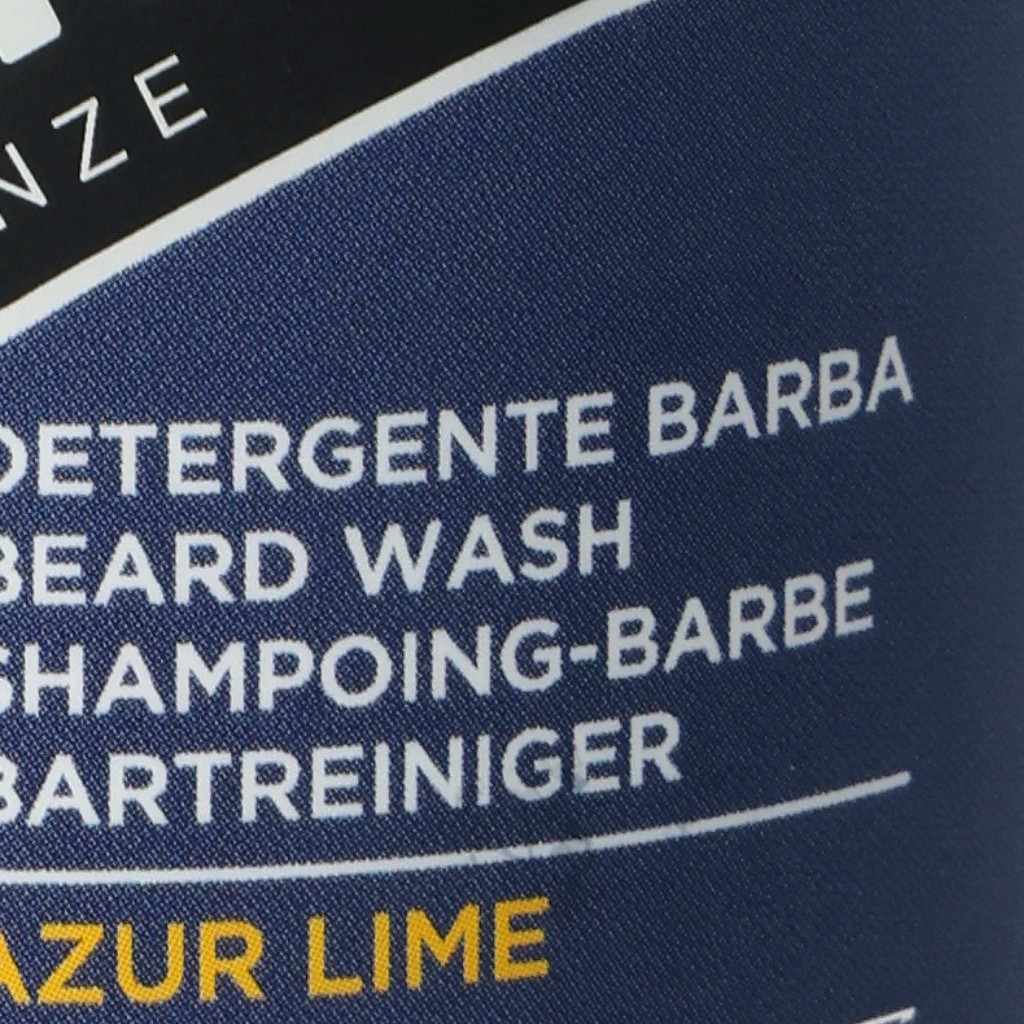 NZE
DETERGENTE BARBA
BEARD WASH
SHAMPOING-BARBE
BARTREINIGER
AZUR LIME